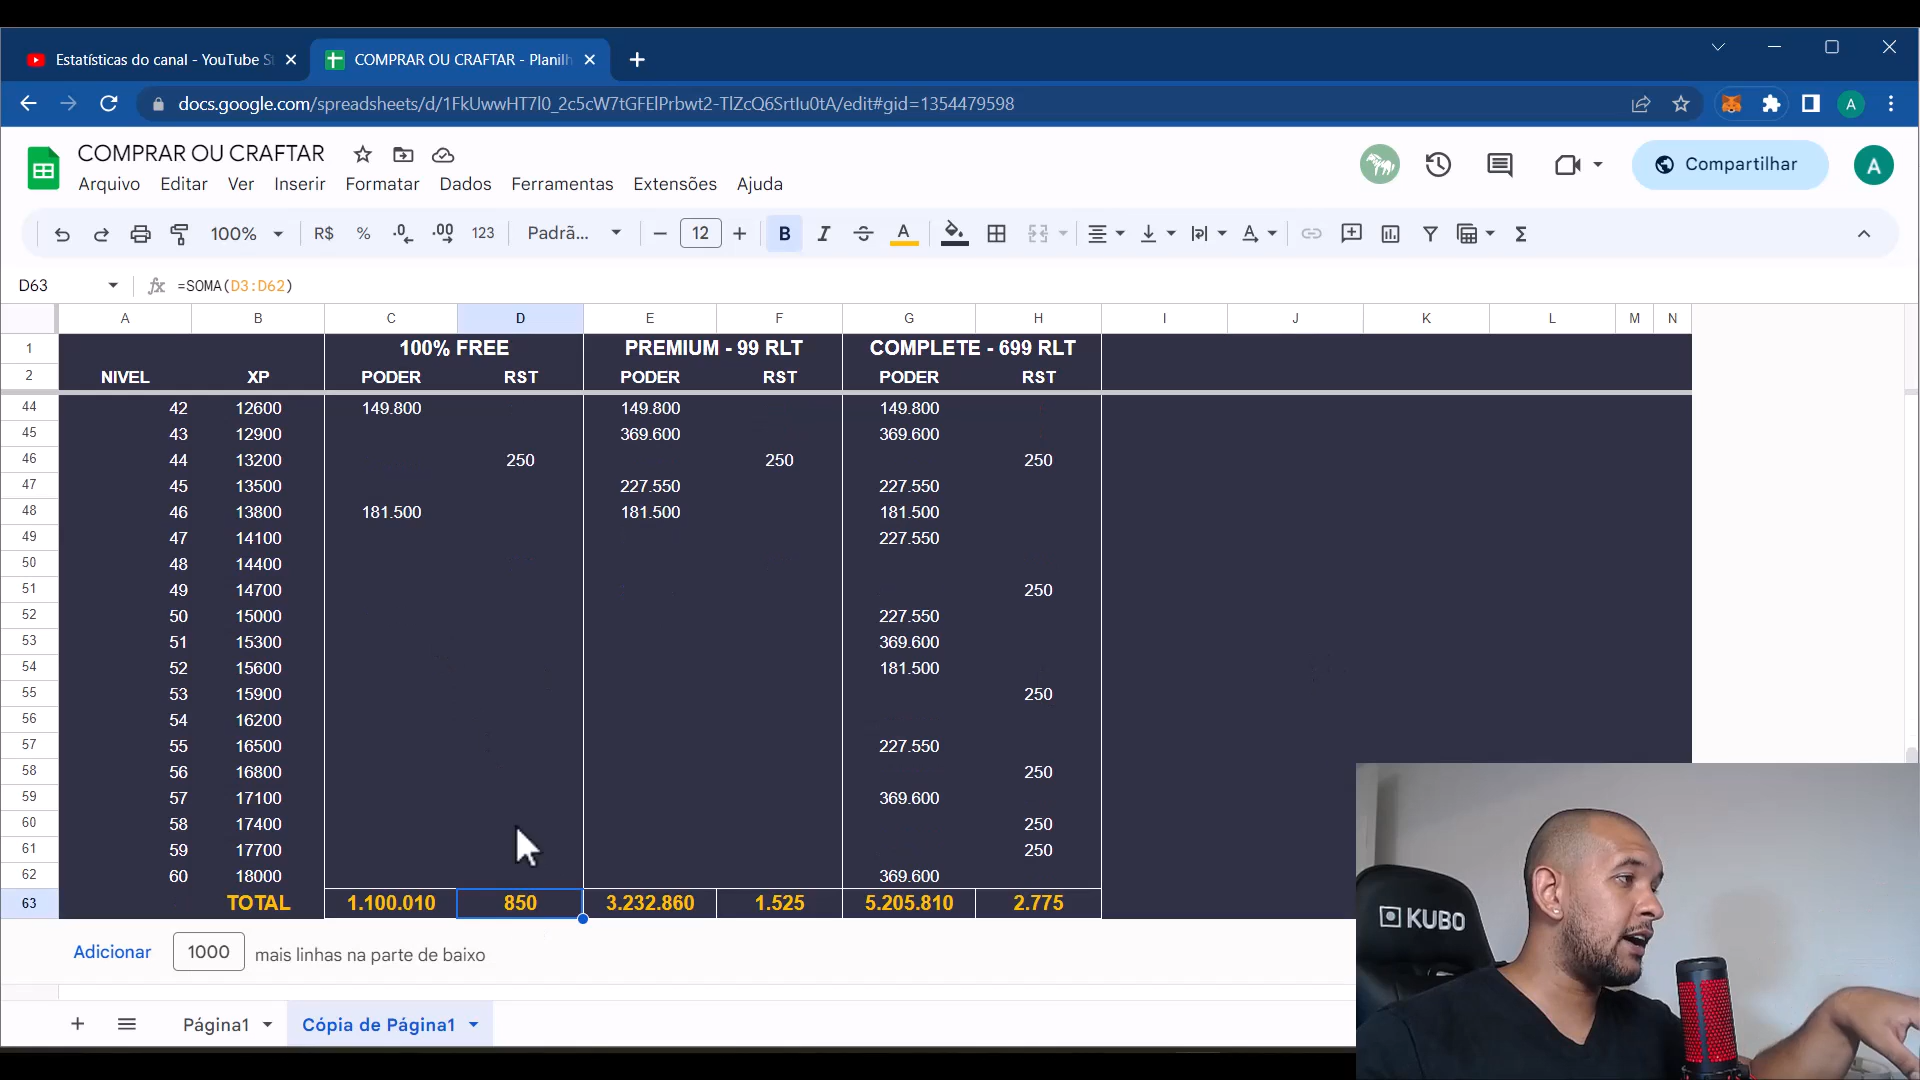 Estatísticas do canal - YouTube S
COMPRAR OU CRAFTAR - Planilh
docs.google.com/spreadsheets/d/1FkUwwHT7l0_2c5cW7tGFElPrbwt2-TlZcQ6SrtIu0tA/edit#gid=1354479598
A
COMPRAR OU CRAFTAR
Arquivo Editar Ver Inserir Formatar Dados Ferramentas Extensões Ajuda
Compartilhar
A
100% R$ % .0 .00 123 Padrã... 12 B I A Σ
D63 fx =SOMA(D3:D62)
A B C D E F G H I J K L M N
1 100% FREE PREMIUM - 99 RLT COMPLETE - 699 RLT
2 NIVEL XP PODER RST PODER RST PODER RST
44 42 12600 149.800 149.800 149.800
45 43 12900 369.600 369.600
46 44 13200 250 250 250
47 45 13500 227.550 227.550
48 46 13800 181.500 181.500 181.500
49 47 14100 227.550
50 48 14400
51 49 14700 250
52 50 15000 227.550
53 51 15300 369.600
54 52 15600 181.500
55 53 15900 250
56 54 16200
57 55 16500 227.550
58 56 16800 250
59 57 17100 369.600
60 58 17400 250
61 59 17700 250
62 60 18000 369.600
63 TOTAL 1.100.010 850 3.232.860 1.525 5.205.810 2.775
Adicionar 1000 mais linhas na parte de baixo
Página1 Cópia de Página1
KUBO